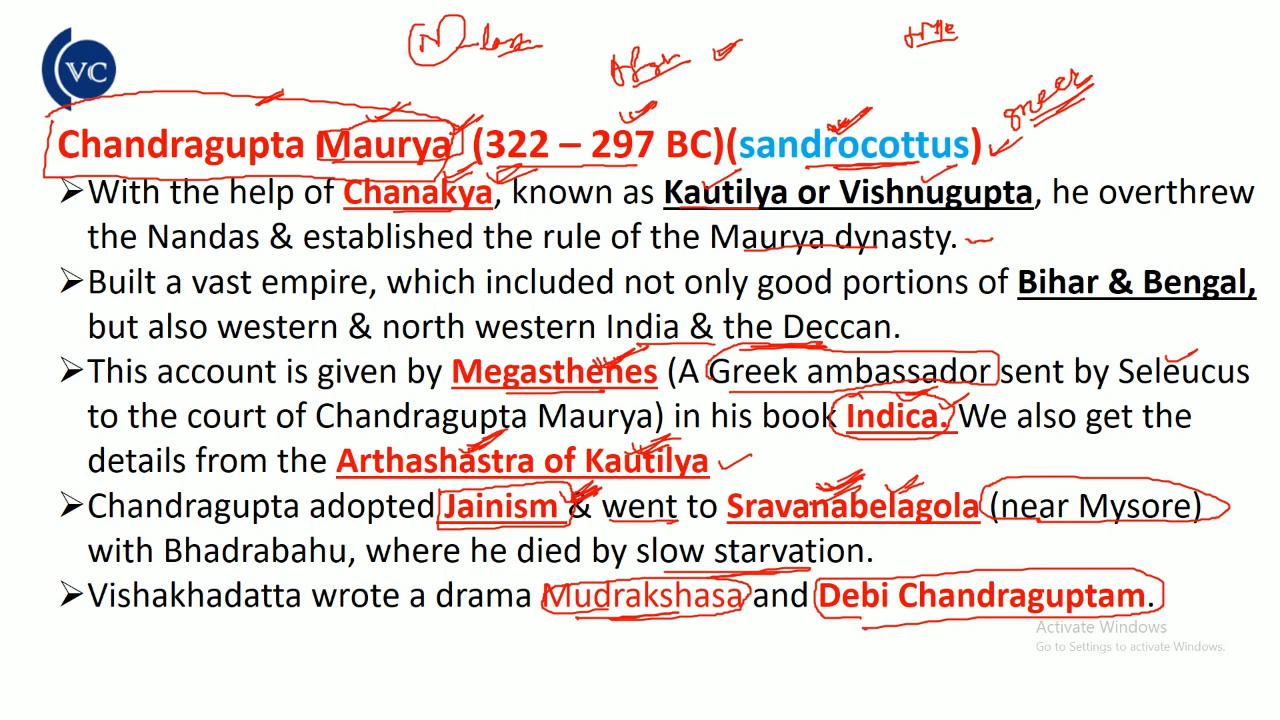 VC
Chandragupta Maurya (322 – 297 BC)(sandrocottus)
➢With the help of Chanakya, known as Kautilya or Vishnugupta, he overthrew
the Nandas & established the rule of the Maurya dynasty.
➢Built a vast empire, which included not only good portions of Bihar & Bengal,
but also western & north western India & the Deccan.
➢This account is given by Megasthenes (A Greek ambassador sent by Seleucus
to the court of Chandragupta Maurya) in his book Indica. We also get the
details from the Arthashastra of Kautilya
➢Chandragupta adopted Jainism & went to Sravanabelagola (near Mysore)
with Bhadrabahu, where he died by slow starvation.
➢Vishakhadatta wrote a drama Mudrakshasa and Debi Chandraguptam.
Activate Windows
Go to Settings to activate Windows.